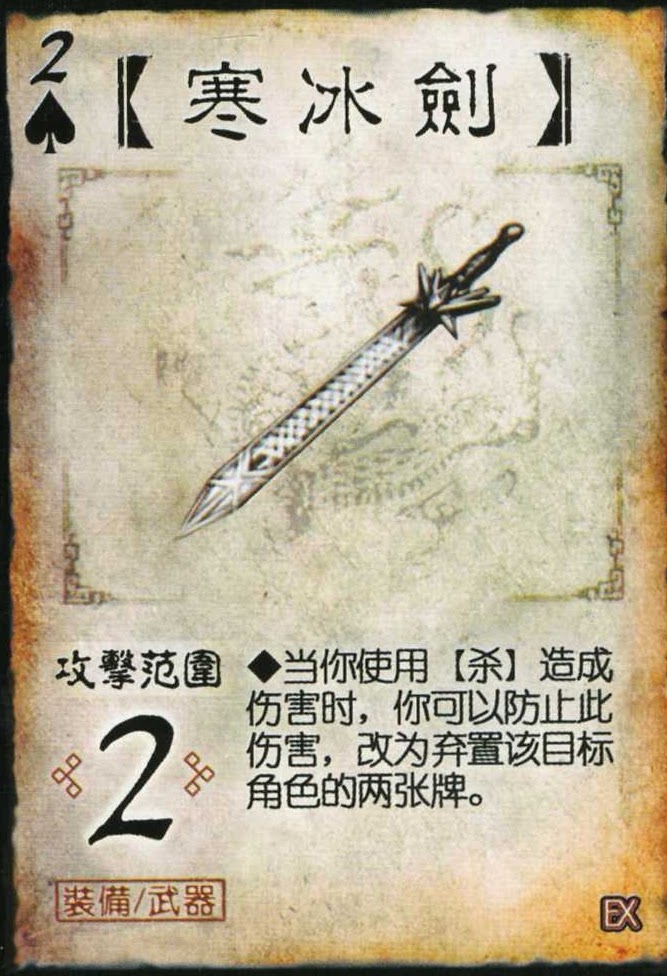 2
【寒冰劍】
攻擊范圍
2
◆当你使用【杀】造成
伤害时，你可以防止此
伤害，改为弃置该目标
角色的两张牌。
裝備/武器
EX